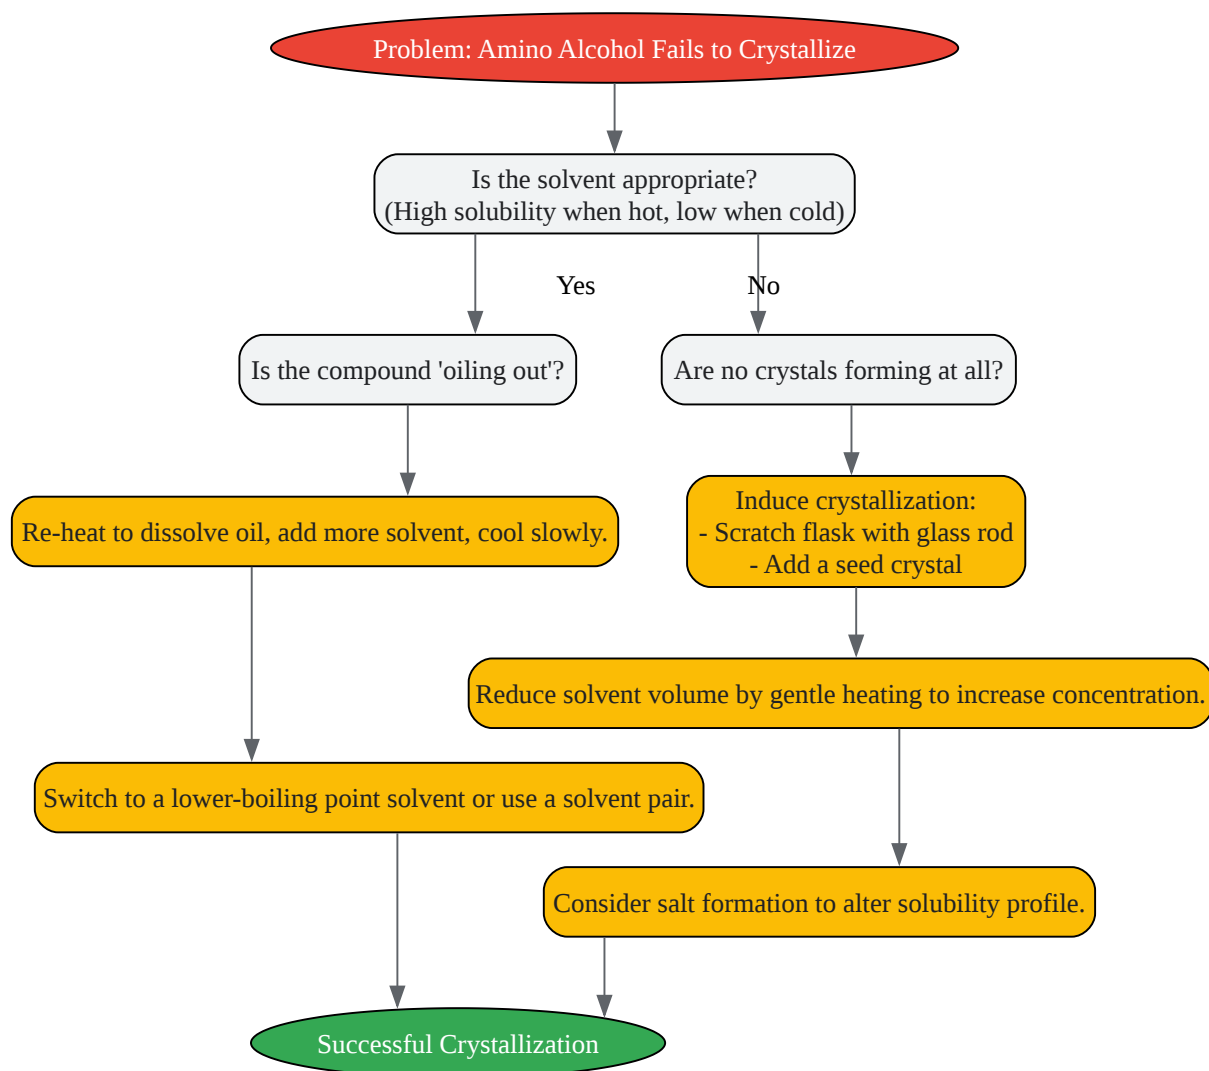 Problem: Amino Alcohol Fails to Crystallize
Is the solvent appropriate?
(High solubility when hot, low when cold)
Yes
No
Is the compound 'oiling out'?
Are no crystals forming at all?
Re-heat to dissolve oil, add more solvent, cool slowly.
Induce crystallization:
- Scratch flask with glass rod
- Add a seed crystal
Reduce solvent volume by gentle heating to increase concentration.
Switch to a lower-boiling point solvent or use a solvent pair.
Consider salt formation to alter solubility profile.
Successful Crystallization